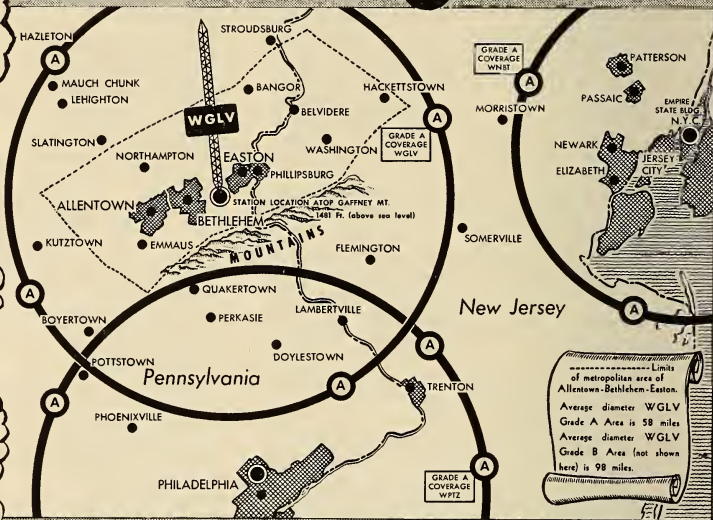 HAZLETON
STROUDSBURG
A
MAUCH CHUNK
LEHIGHTON
BANGOR
HACKETTSTOWN
BELVIDERE
WGLV
A
GRADE A
COVERAGE
WGLV
SLATINGTON
NORTHAMPTON
WASHINGTON
EASTON
PHILLIPSBURG
ALLENTOWN
BETHLEHEM
STATION LOCATION ATOP GAFFNEY MT.
1481 Ft. (above sea level)
KUTZTOWN
EMMAUS
MOUNTAINS
FLEMINGTON
SOMERVILLE
MORRISTOWN
GRADE A
COVERAGE
WNBT
A
PATTERSON
PASSAIC
EMPIRE
STATE BLDG.
N.Y.C.
NEWARK
JERSEY
CITY
ELIZABETH
A
A
QUAKERTOWN
PERKASIE
LAMBERTVILLE
New Jersey
BOYERTOWN
DOYLESTOWN
A
POTTSTOWN
Pennsylvania
A
TRENTON
A
PHOENIXVILLE
PHILADELPHIA
A
GRADE A
COVERAGE
WPTZ
Limits
of metropolitan area of
Allentown-Bethlehem-Easton.
Average diameter WGLV
Grade A Area is 58 miles
Average diameter WGLV
Grade B Area (not shown
here) is 98 miles.